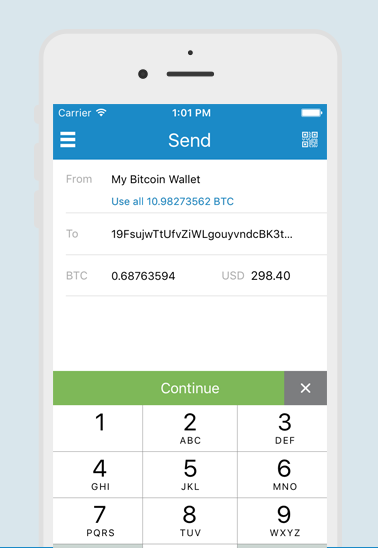 Carrier 1:01 PM
Send
From My Bitcoin Wallet
Use all 10.98273562 BTC
To 19FsujwTtUfvZiWLgouyvndcBK3t...
BTC 0.68763594 USD 298.40
Continue ×
1 2 3
ABC DEF
4 5 6
GHI JKL MNO
7 8 9
PQRS TUV WXYZ